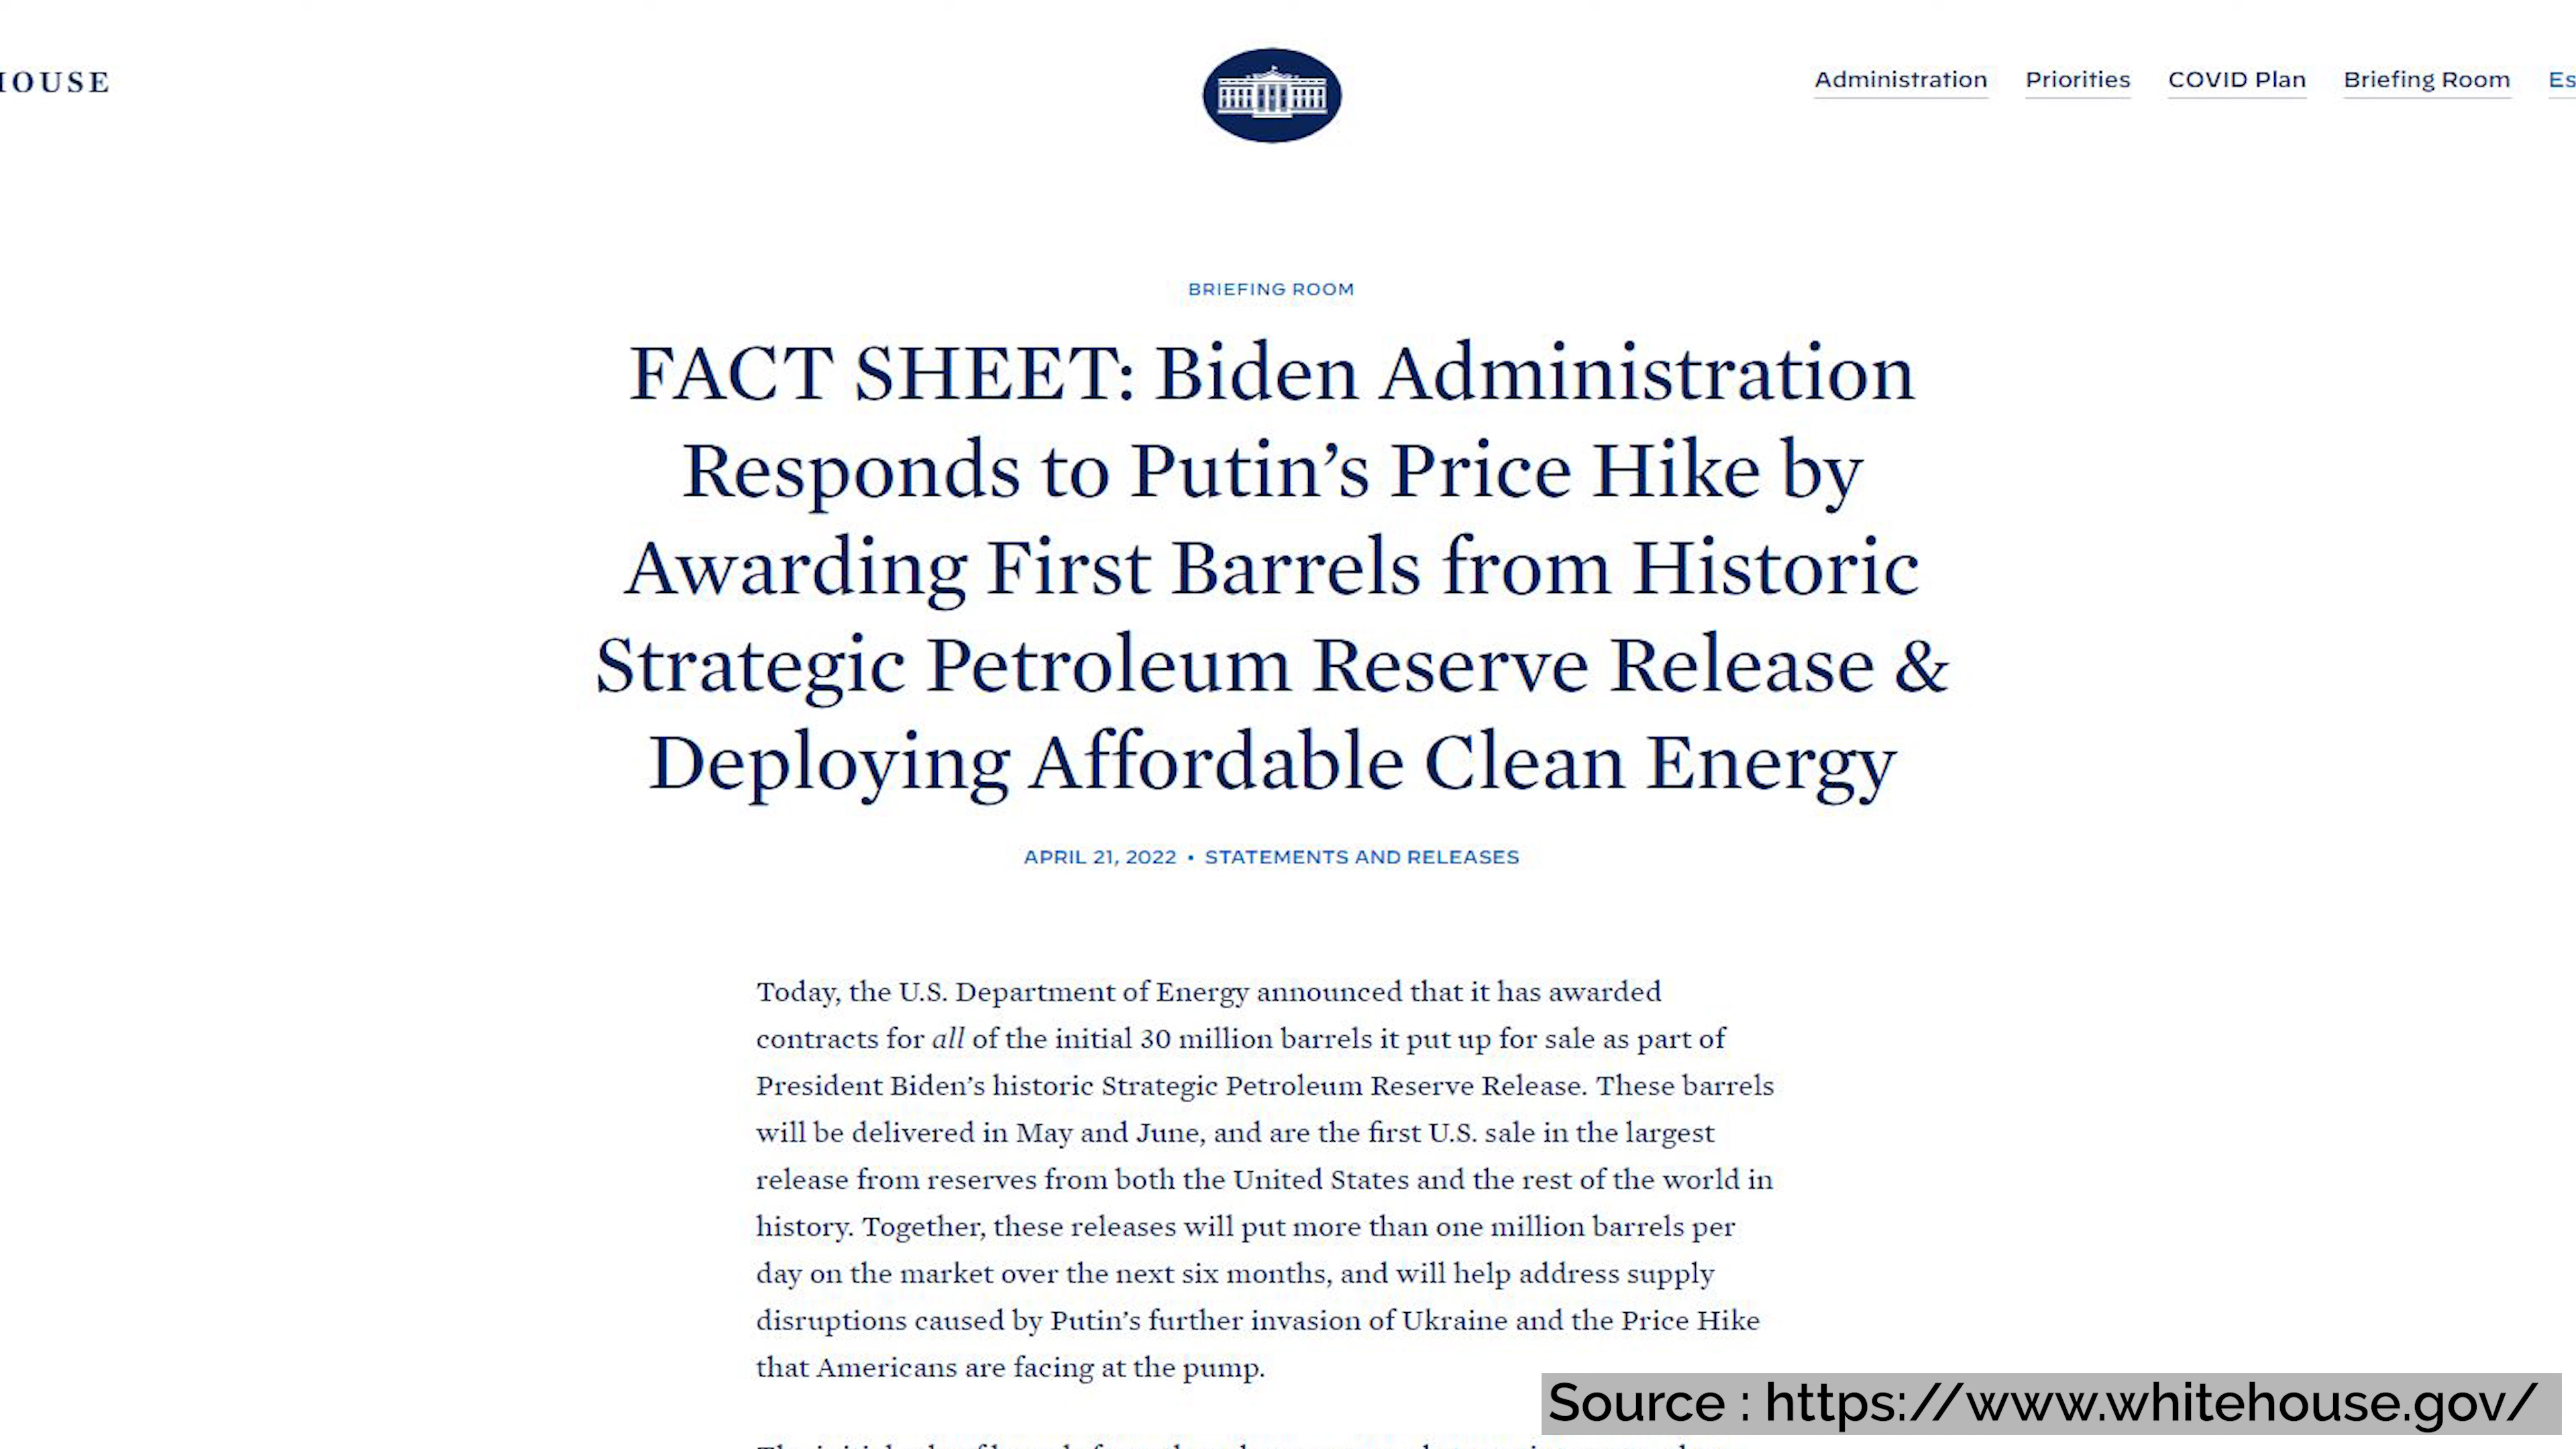 HOUSE
Administration Priorities COVID Plan Briefing Room Es
BRIEFING ROOM
FACT SHEET: Biden Administration
Responds to Putin’s Price Hike by
Awarding First Barrels from Historic
Strategic Petroleum Reserve Release &
Deploying Affordable Clean Energy
APRIL 21, 2022 • STATEMENTS AND RELEASES
Today, the U.S. Department of Energy announced that it has awarded
contracts for all of the initial 30 million barrels it put up for sale as part of
President Biden’s historic Strategic Petroleum Reserve Release. These barrels
will be delivered in May and June, and are the first U.S. sale in the largest
release from reserves from both the United States and the rest of the world in
history. Together, these releases will put more than one million barrels per
day on the market over the next six months, and will help address supply
disruptions caused by Putin’s further invasion of Ukraine and the Price Hike
that Americans are facing at the pump.
Source : https://www.whitehouse.gov/